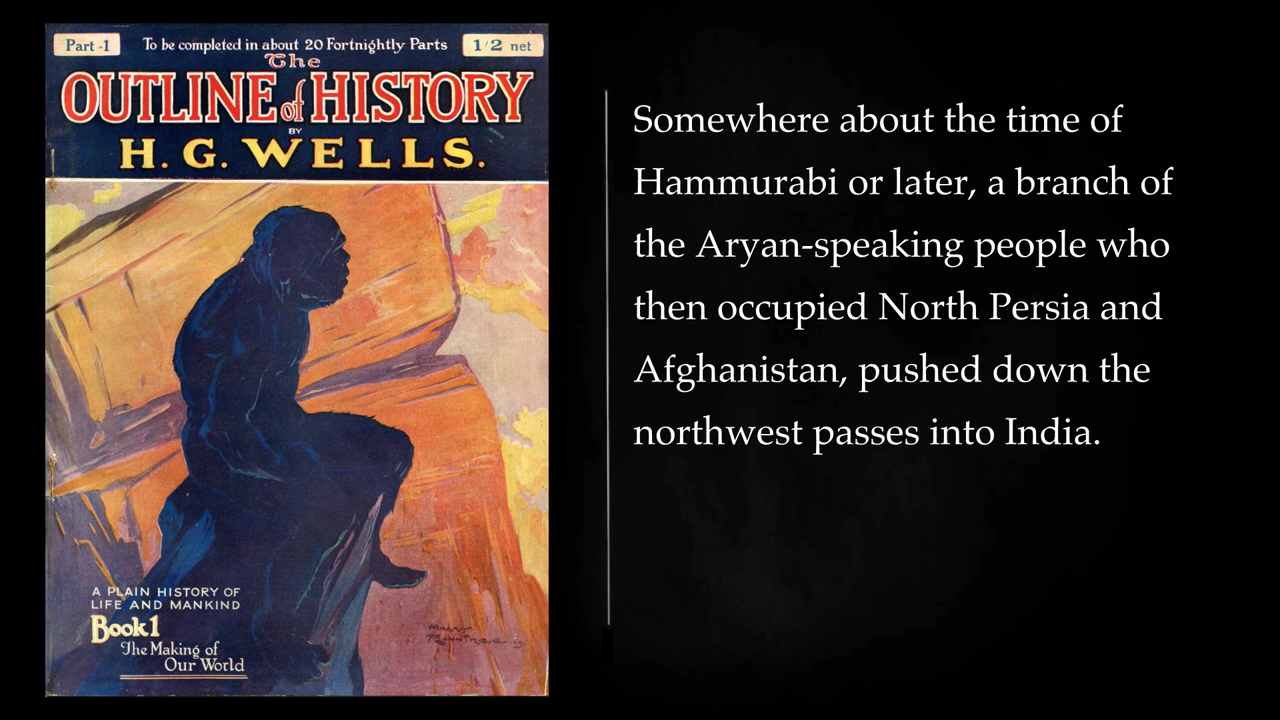 Part -1
To be completed in about 20 Fortnightly Parts
1/2 net
The
OUTLINE of HISTORY
BY
H. G. WELLS.
A PLAIN HISTORY OF
LIFE AND MANKIND
Book 1
The Making of
Our World
Somewhere about the time of
Hammurabi or later, a branch of
the Aryan-speaking people who
then occupied North Persia and
Afghanistan, pushed down the
northwest passes into India.